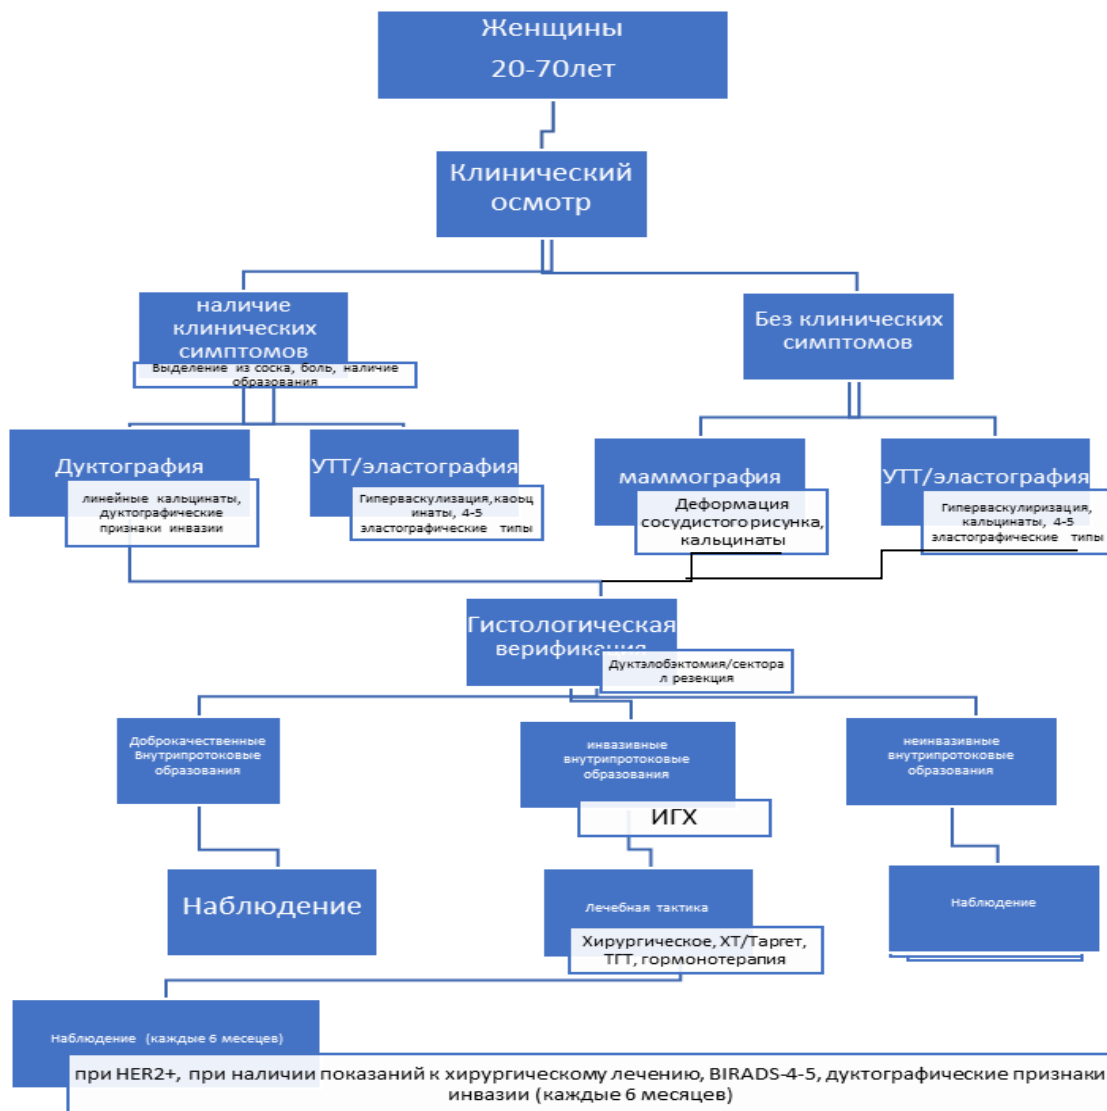 Женщины
20-70лет
Клинический
осмотр
наличие
клинических
симптомов
Выделение из соска, боль, наличие
образования
Без клинических
симптомов
Дуктография
линейные кальцинаты,
дуктографические
признаки инвазии
УТТ/эластография
Гиперваскулизация,каоьц
инаты, 4-5
эластографические типы
маммография
Деформация
сосудистого рисунка,
кальцинаты
УТТ/эластография
Гиперваскулиризация,
кальцинаты, 4-5
эластографические типы
Гистологическая
верификация
Дуктэлобэктомия/сектора
л резекция
Доброкачественные
Внутрипротоковые
образования
инвазивные
внутрипротоковые
образования
ИГХ
неинвазивные
внутрипротоковые
образования
Наблюдение
Лечебная тактика
Хирургическое, ХТ/Таргет,
ТГТ, гормонотерапия
Наблюдение
Наблюдение (каждые 6 месецев)
при HER2+, при наличии показаний к хирургическому лечению, BIRADS-4-5, дуктографические признаки
инвазии (каждые 6 месяцев)